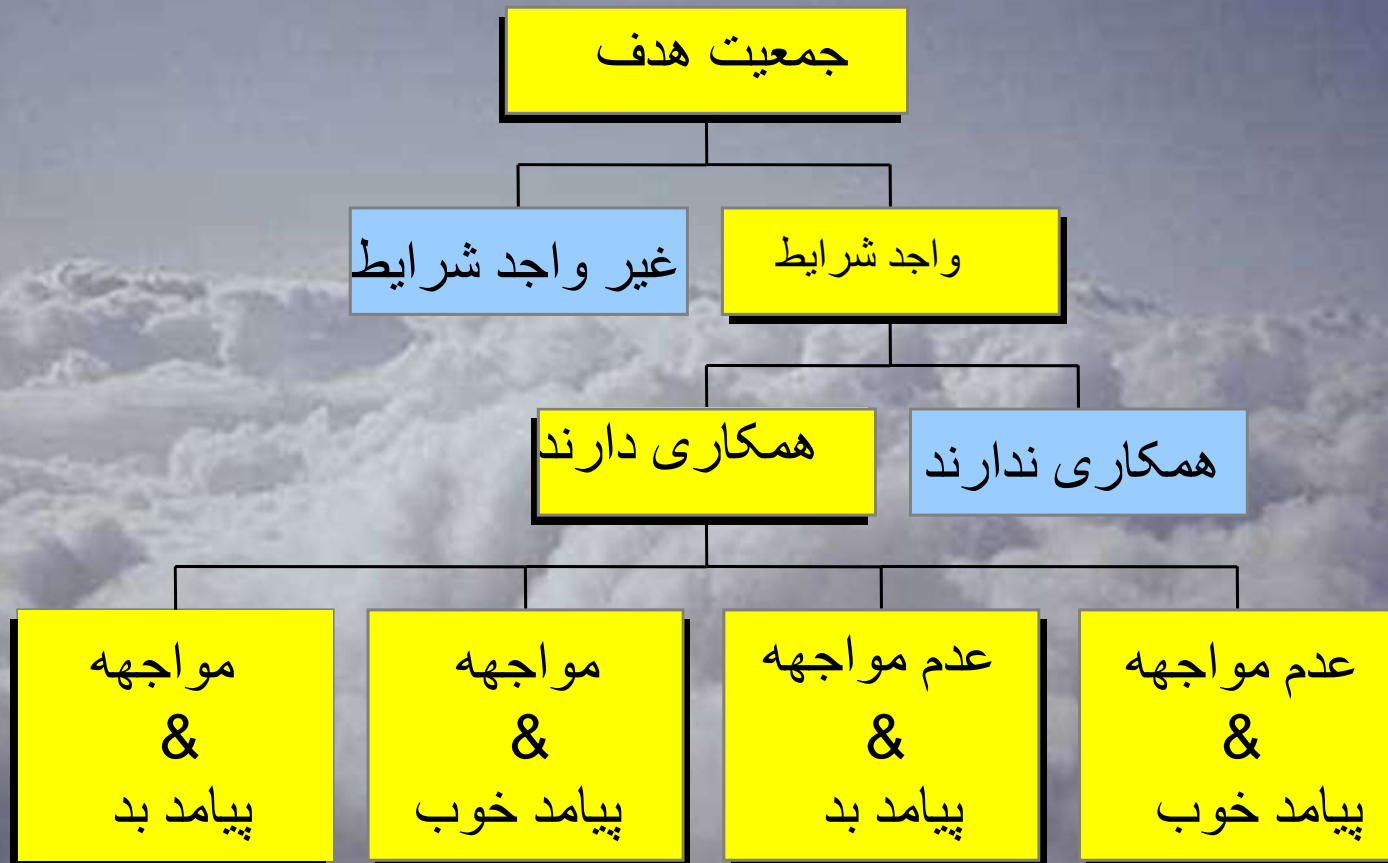 جمعیت هدف
واجد شرایط
غیر واجد شرایط
همکاری ندارند
همکاری دارند
عدم مواجهه
&
پیامد خوب
عدم مواجهه
&
پیامد بد
مواجهه
&
پیامد خوب
مواجهه
&
پیامد بد